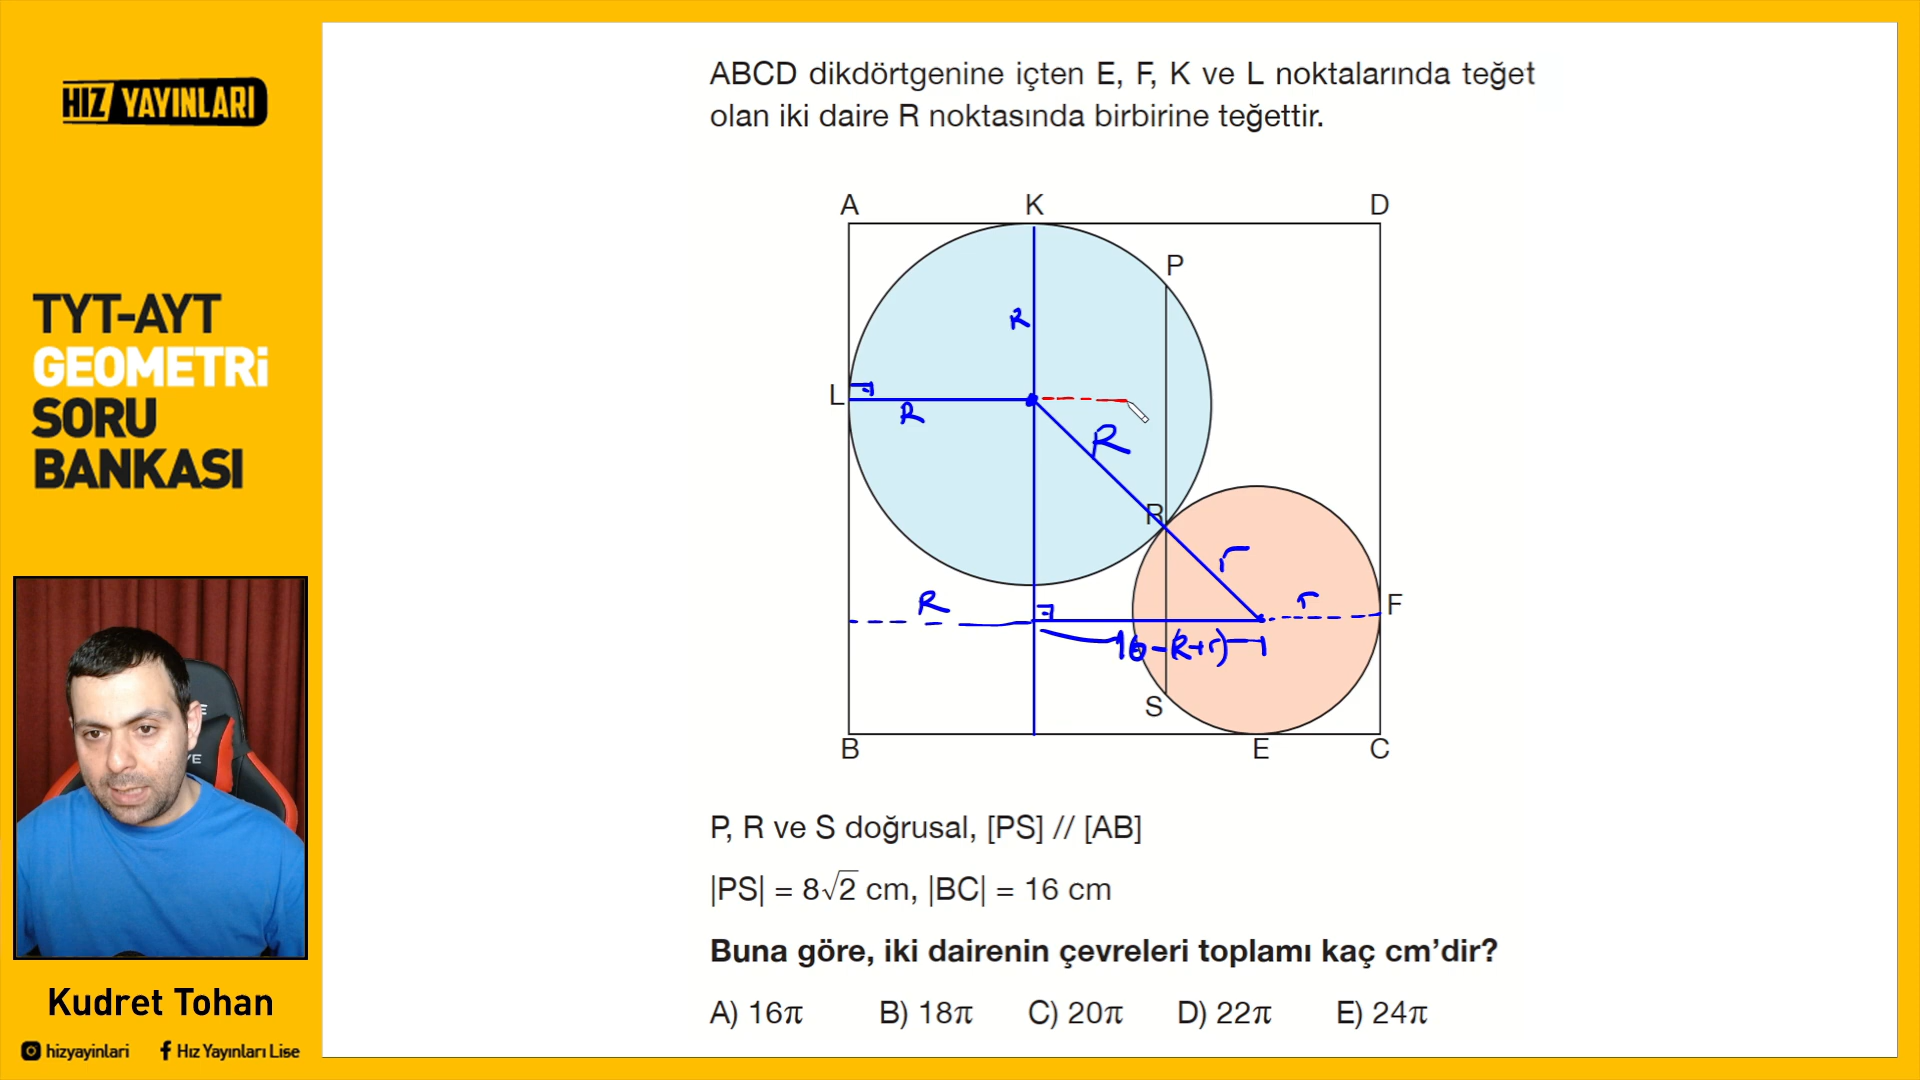 HIZ YAYINLARI
TYT-AYT
GEOMETRİ
SORU
BANKASI
Kudret Tohan
hizyayinlari
Hız Yayınları Lise
ABCD dikdörtgenine içten E, F, K ve L noktalarında teğet
olan iki daire R noktasında birbirine teğettir.
A K D
P
R
L
R
R
R
r
R
r
F
16-(R+r)
S
B E C
P, R ve S doğrusal, [PS] // [AB]
|PS| = 8√2 cm, |BC| = 16 cm
Buna göre, iki dairenin çevreleri toplamı kaç cm’dir?
A) 16π B) 18π C) 20π D) 22π E) 24π